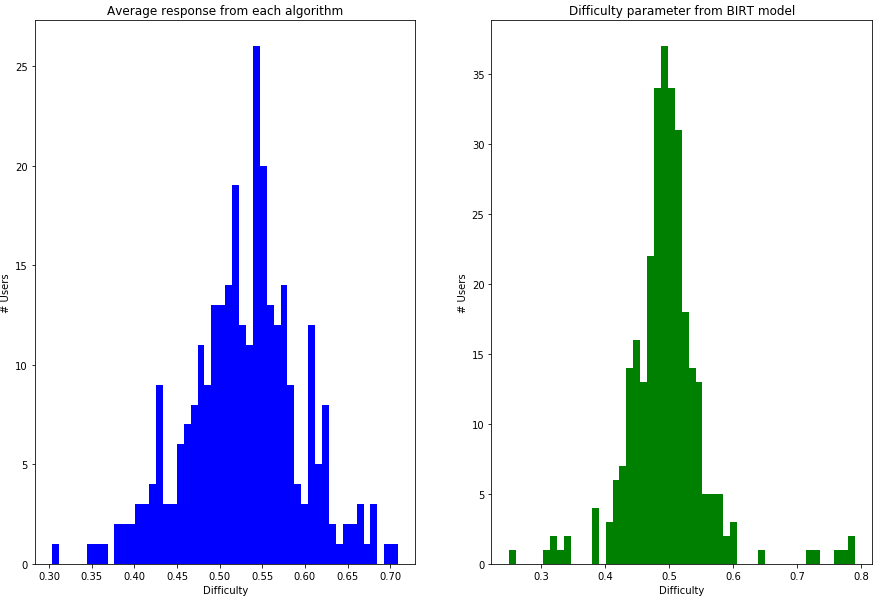 Average response from each algorithm
25
20
15
10
5
0
# Users
0.30 0.35 0.40 0.45 0.50 0.55 0.60 0.65 0.70
Difficulty
Difficulty parameter from BIRT model
35
30
25
20
15
10
5
0
# Users
0.3 0.4 0.5 0.6 0.7 0.8
Difficulty